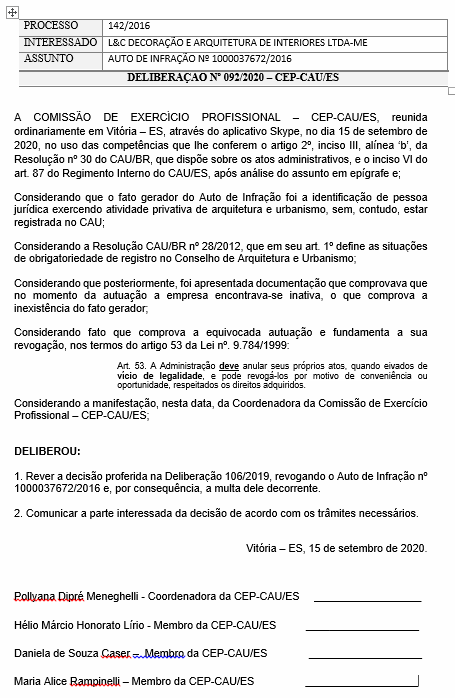 PROCESSO 142/2016
INTERESSADO L&C DECORAÇÃO E ARQUITETURA DE INTERIORES LTDA-ME
ASSUNTO AUTO DE INFRAÇÃO Nº 1000037672/2016
DELIBERAÇÃO Nº 092/2020 – CEP-CAU/ES
A COMISSÃO DE EXERCÍCIO PROFISSIONAL – CEP-CAU/ES, reunida
ordinariamente em Vitória – ES, através do aplicativo Skype, no dia 15 de setembro de
2020, no uso das competências que lhe conferem o artigo 2º, inciso III, alínea ‘b’, da
Resolução nº 30 do CAU/BR, que dispõe sobre os atos administrativos, e o inciso VI do
art. 87 do Regimento Interno do CAU/ES, após análise do assunto em epígrafe e;
Considerando que o fato gerador do Auto de Infração foi a identificação de pessoa
jurídica exercendo atividade privativa de arquitetura e urbanismo, sem, contudo, estar
registrada no CAU;
Considerando a Resolução CAU/BR nº 28/2012, que em seu art. 1º define as situações
de obrigatoriedade de registro no Conselho de Arquitetura e Urbanismo;
Considerando que posteriormente, foi apresentada documentação que comprovava que
no momento da autuação a empresa encontrava-se inativa, o que comprova a
inexistência do fato gerador;
Considerando fato que comprova a equivocada autuação e fundamenta a sua
revogação, nos termos do artigo 53 da Lei nº. 9.784/1999:
Art. 53. A Administração deve anular seus próprios atos, quando eivados de
vício de legalidade, e pode revogá-los por motivo de conveniência ou
oportunidade, respeitados os direitos adquiridos.
Considerando a manifestação, nesta data, da Coordenadora da Comissão de Exercício
Profissional – CEP-CAU/ES;
DELIBEROU:
1. Rever a decisão proferida na Deliberação 106/2019, revogando o Auto de Infração nº
1000037672/2016 e, por consequência, a multa dele decorrente.
2. Comunicar a parte interessada da decisão de acordo com os trâmites necessários.
Vitória – ES, 15 de setembro de 2020.
Pollyana Dipré Meneghelli - Coordenadora da CEP-CAU/ES
Hélio Márcio Honorato Lírio - Membro da CEP-CAU/ES
Daniela de Souza Caser – Membro da CEP-CAU/ES
Maria Alice Rampinelli – Membro da CEP-CAU/ES